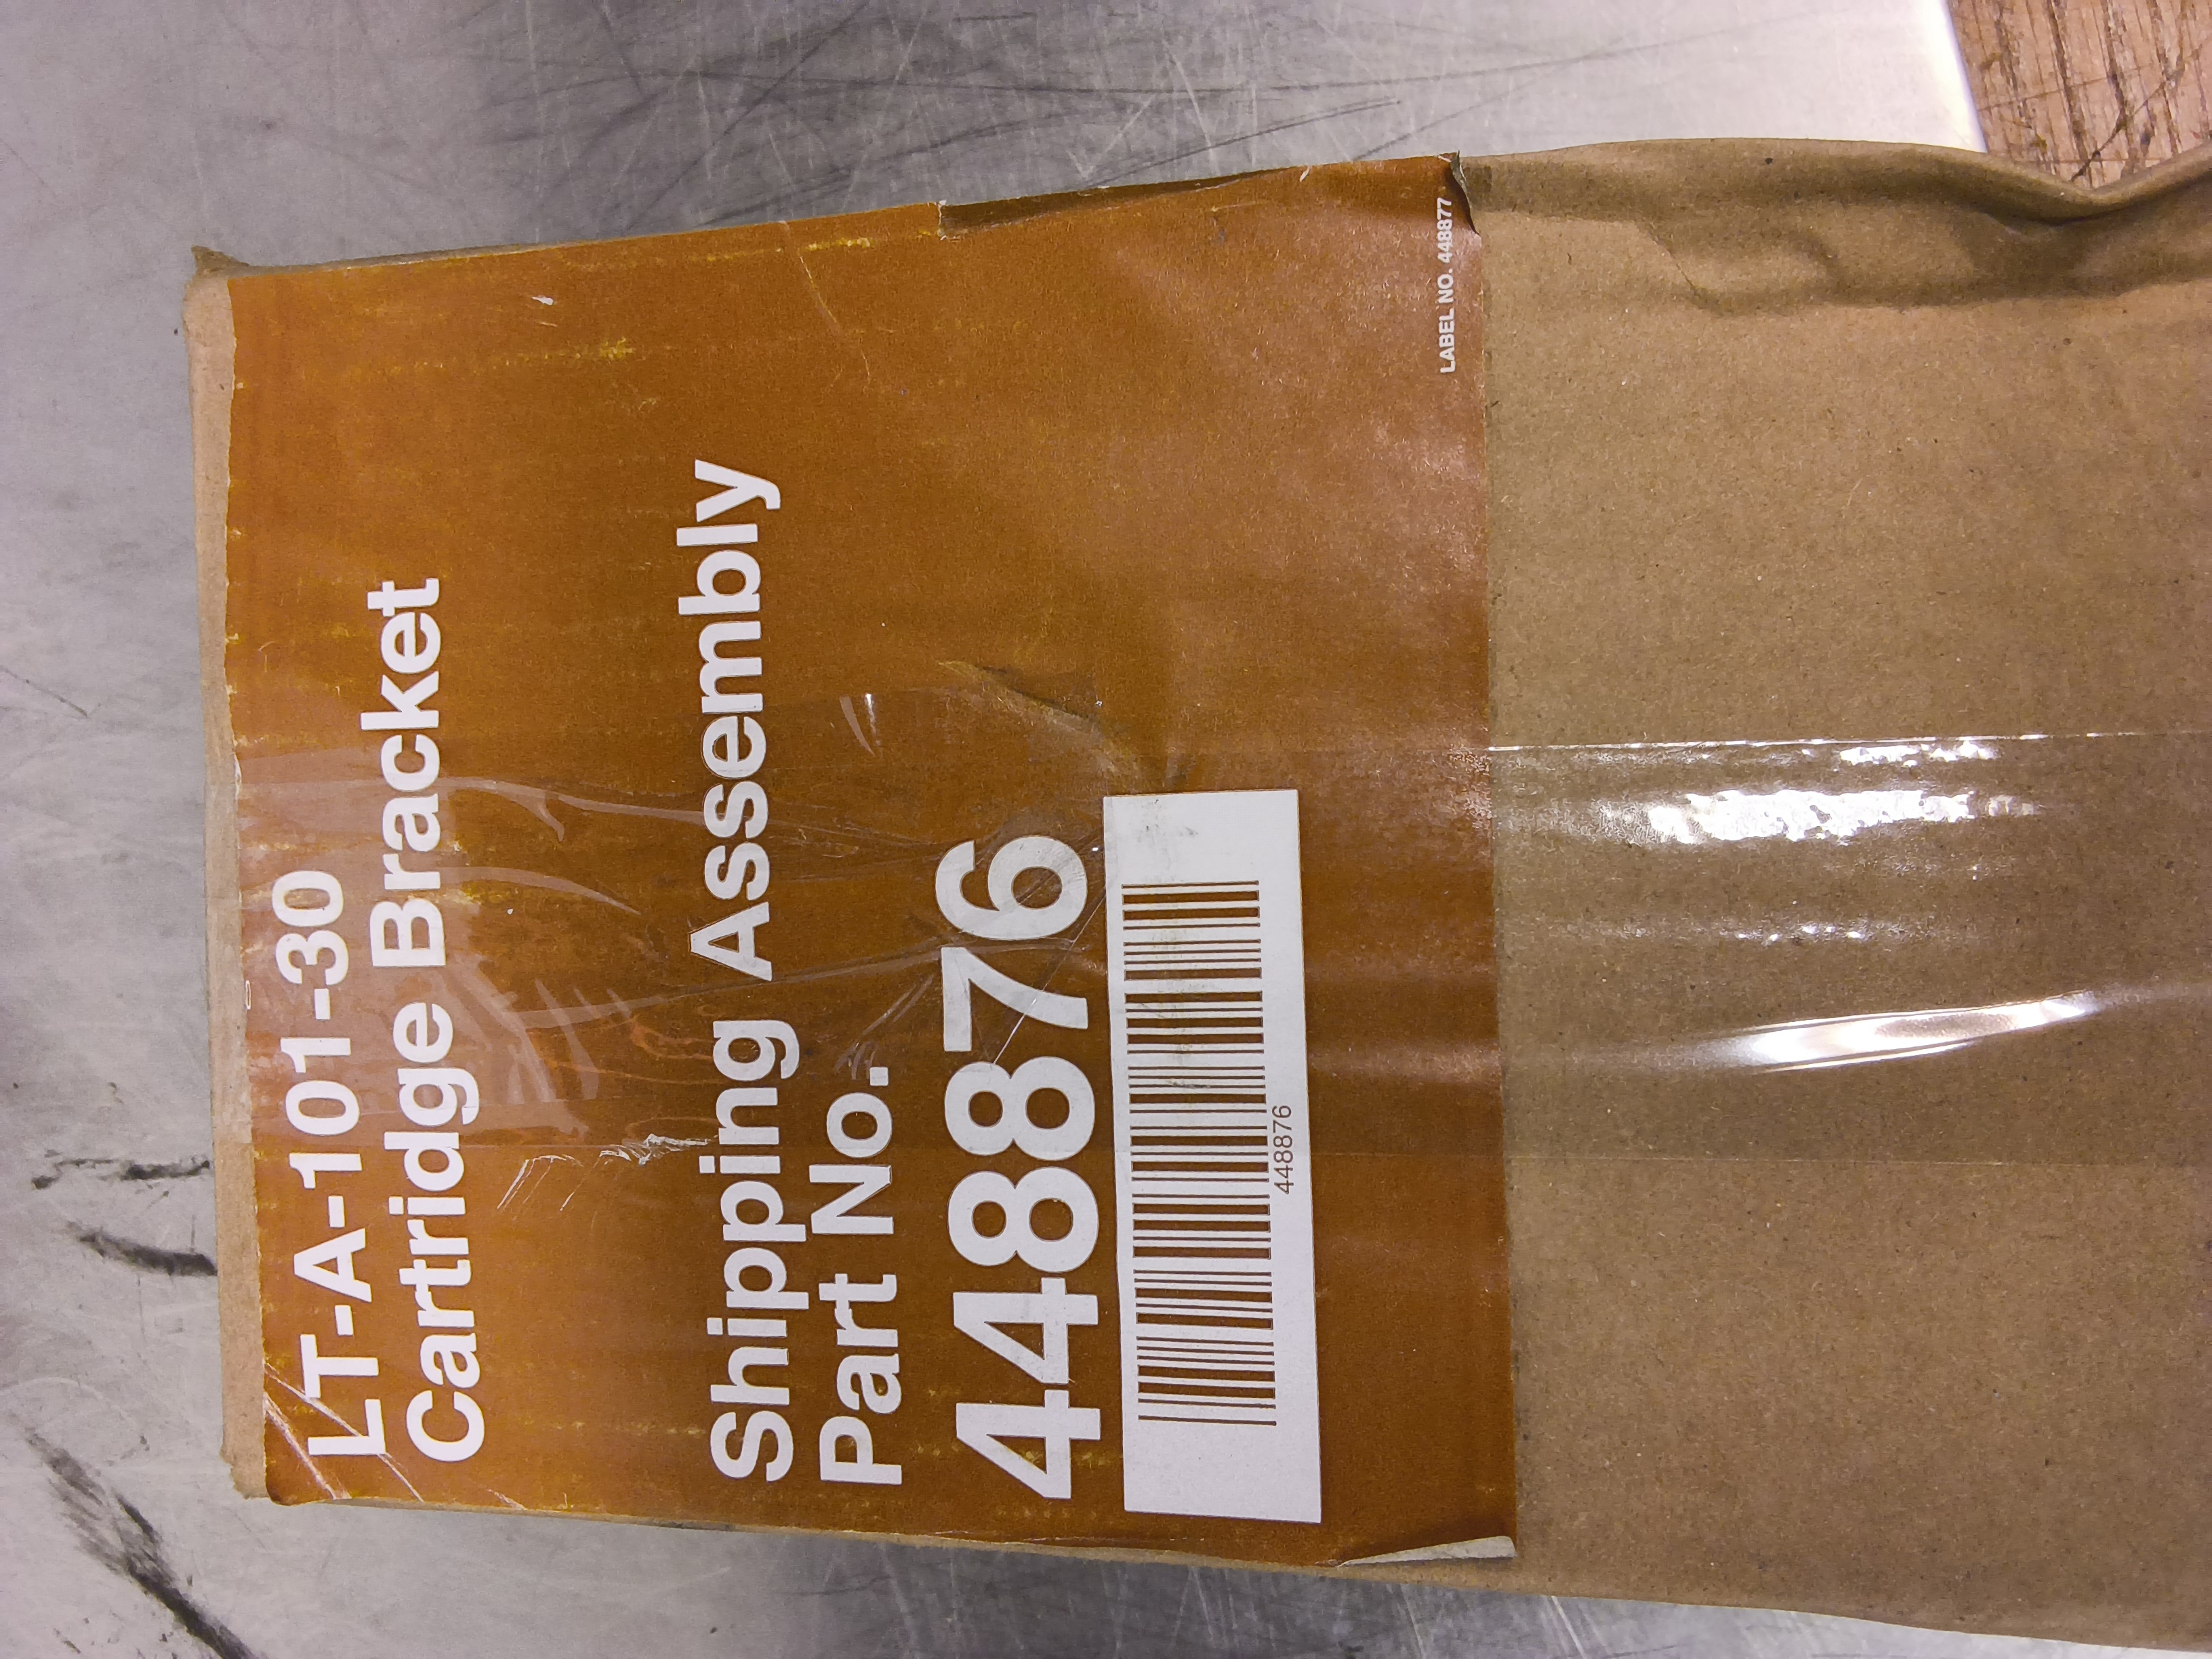 LT-A-101-30
Cartridge Bracket
Shipping Assembly
Part No.
448876
448876
LABEL NO. 448877